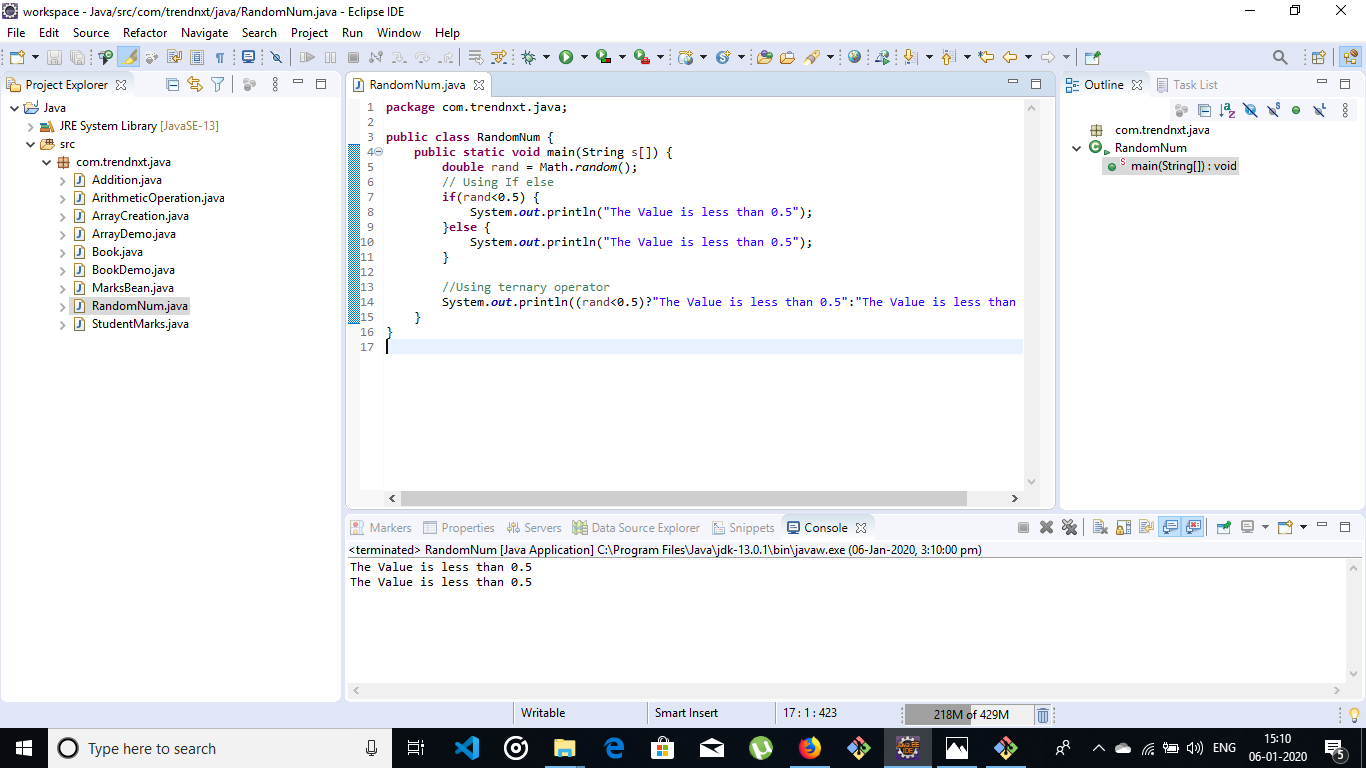 workspace - Java/src/com/trendnxt/java/RandomNum.java - Eclipse IDE
File Edit Source Refactor Navigate Search Project Run Window Help
Project Explorer
Java
JRE System Library [JavaSE-13]
src
com.trendnxt.java
Addition.java
ArithmeticOperation.java
ArrayCreation.java
ArrayDemo.java
Book.java
BookDemo.java
MarksBean.java
RandomNum.java
StudentMarks.java
RandomNum.java
1 package com.trendnxt.java;
2
3 public class RandomNum {
4 public static void main(String s[]) {
5 double rand = Math.random();
6 // Using If else
7 if(rand<0.5) {
8 System.out.println("The Value is less than 0.5");
9 }else {
10 System.out.println("The Value is less than 0.5");
11 }
12
13 //Using ternary operator
14 System.out.println((rand<0.5)?"The Value is less than 0.5":"The Value is less than
15 }
16 }
17
Outline Task List
com.trendnxt.java
RandomNum
main(String[]) : void
Markers Properties Servers Data Source Explorer Snippets Console
<terminated> RandomNum [Java Application] C:\Program Files\Java\jdk-13.0.1\bin\javaw.exe (06-Jan-2020, 3:10:00 pm)
The Value is less than 0.5
The Value is less than 0.5
Writable Smart Insert 17 : 1 : 423 218M of 429M
Type here to search
ENG
15:10
06-01-2020
5